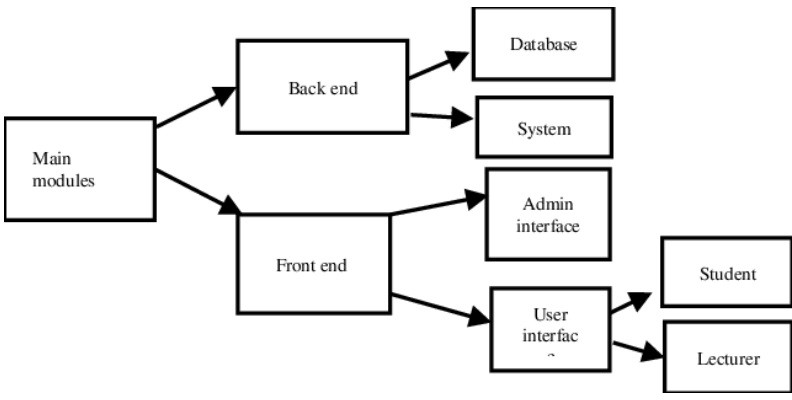 Database
Back end
System
Main
modules
Admin
interface
Front end
Student
User
interfac
Lecturer